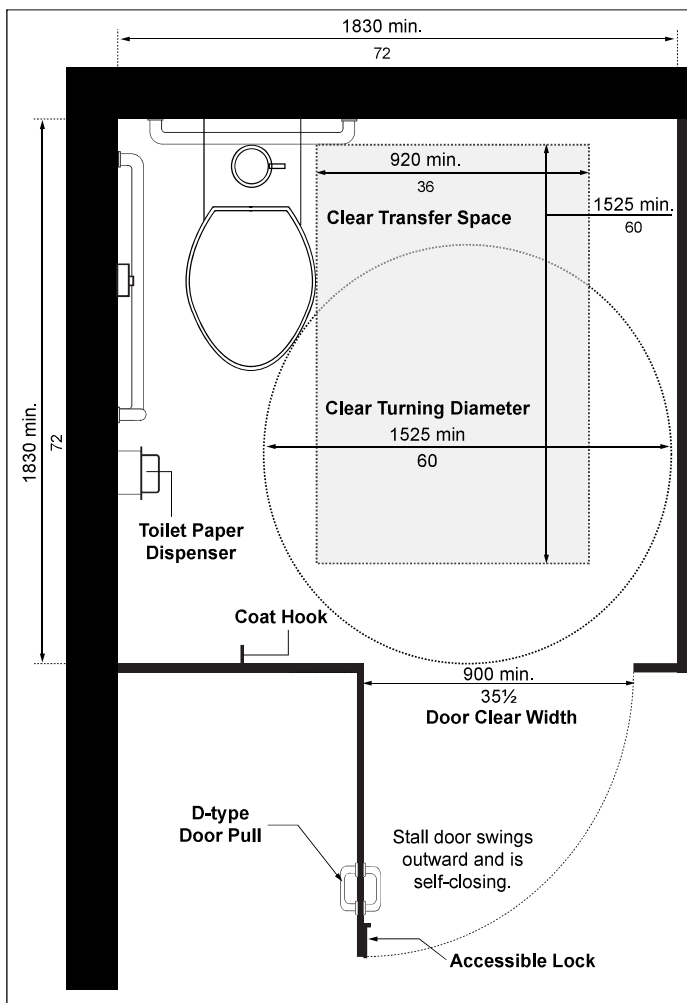 1830 min.
72
920 min.
36
Clear Transfer Space
1525 min.
60
Clear Turning Diameter
1525 min
60
1830 min.
72
Toilet Paper
Dispenser
Coat Hook
900 min.
35½
Door Clear Width
D-type
Door Pull
Stall door swings
outward and is
self-closing.
Accessible Lock